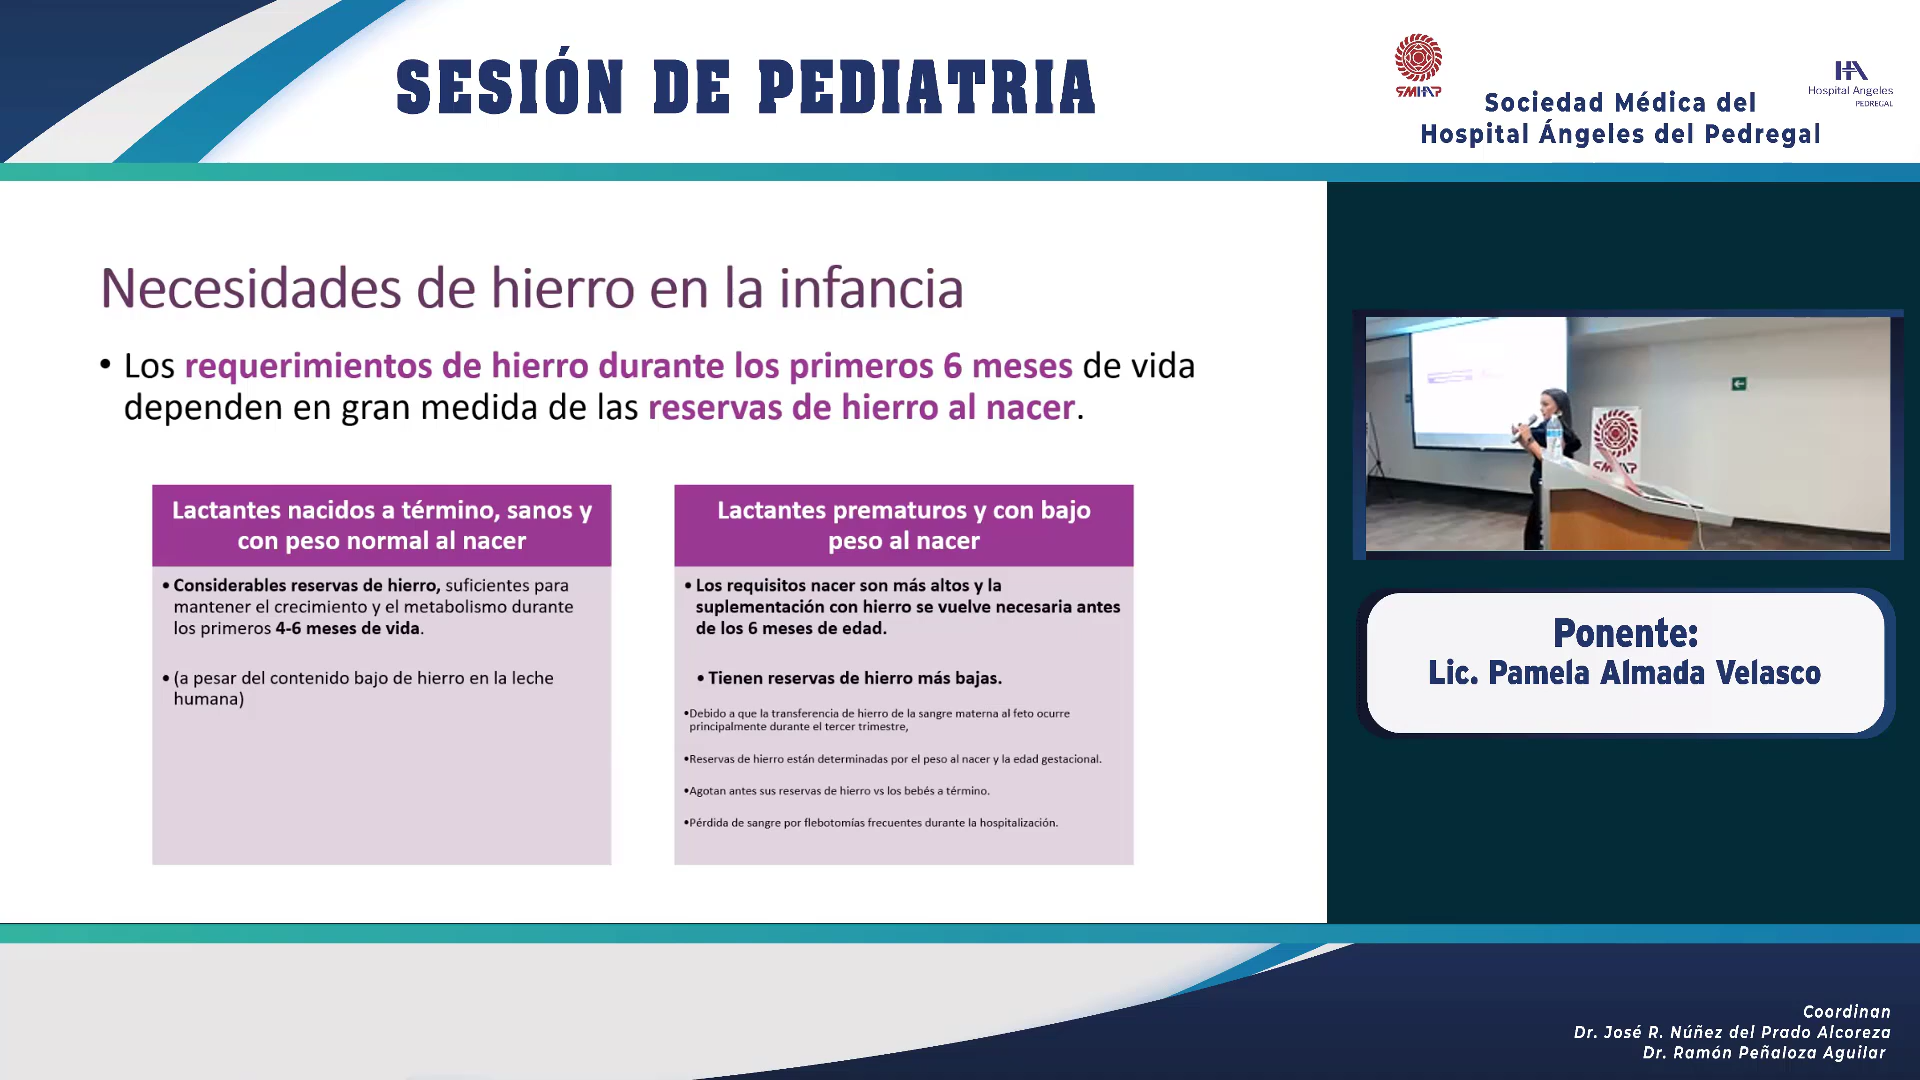 SESIÓN DE PEDIATRIA
SMHAP
Sociedad Médica del
Hospital Ángeles del Pedregal
HA
Hospital Angeles
PEDREGAL
Necesidades de hierro en la infancia
• Los requerimientos de hierro durante los primeros 6 meses de vida
dependen en gran medida de las reservas de hierro al nacer.
Lactantes nacidos a término, sanos y
con peso normal al nacer
• Considerables reservas de hierro, suficientes para
mantener el crecimiento y el metabolismo durante
los primeros 4-6 meses de vida.
• (a pesar del contenido bajo de hierro en la leche
humana)
Lactantes prematuros y con bajo
peso al nacer
• Los requisitos nacer son más altos y la
suplementación con hierro se vuelve necesaria antes
de los 6 meses de edad.
• Tienen reservas de hierro más bajas.
•Debido a que la transferencia de hierro de la sangre materna al feto ocurre
principalmente durante el tercer trimestre,
•Reservas de hierro están determinadas por el peso al nacer y la edad gestacional.
•Agotan antes sus reservas de hierro vs los bebés a término.
•Pérdida de sangre por flebotomías frecuentes durante la hospitalización.
SMHAP
Ponente:
Lic. Pamela Almada Velasco
Coordinan
Dr. José R. Núñez del Prado Alcoreza
Dr. Ramón Peñaloza Aguilar